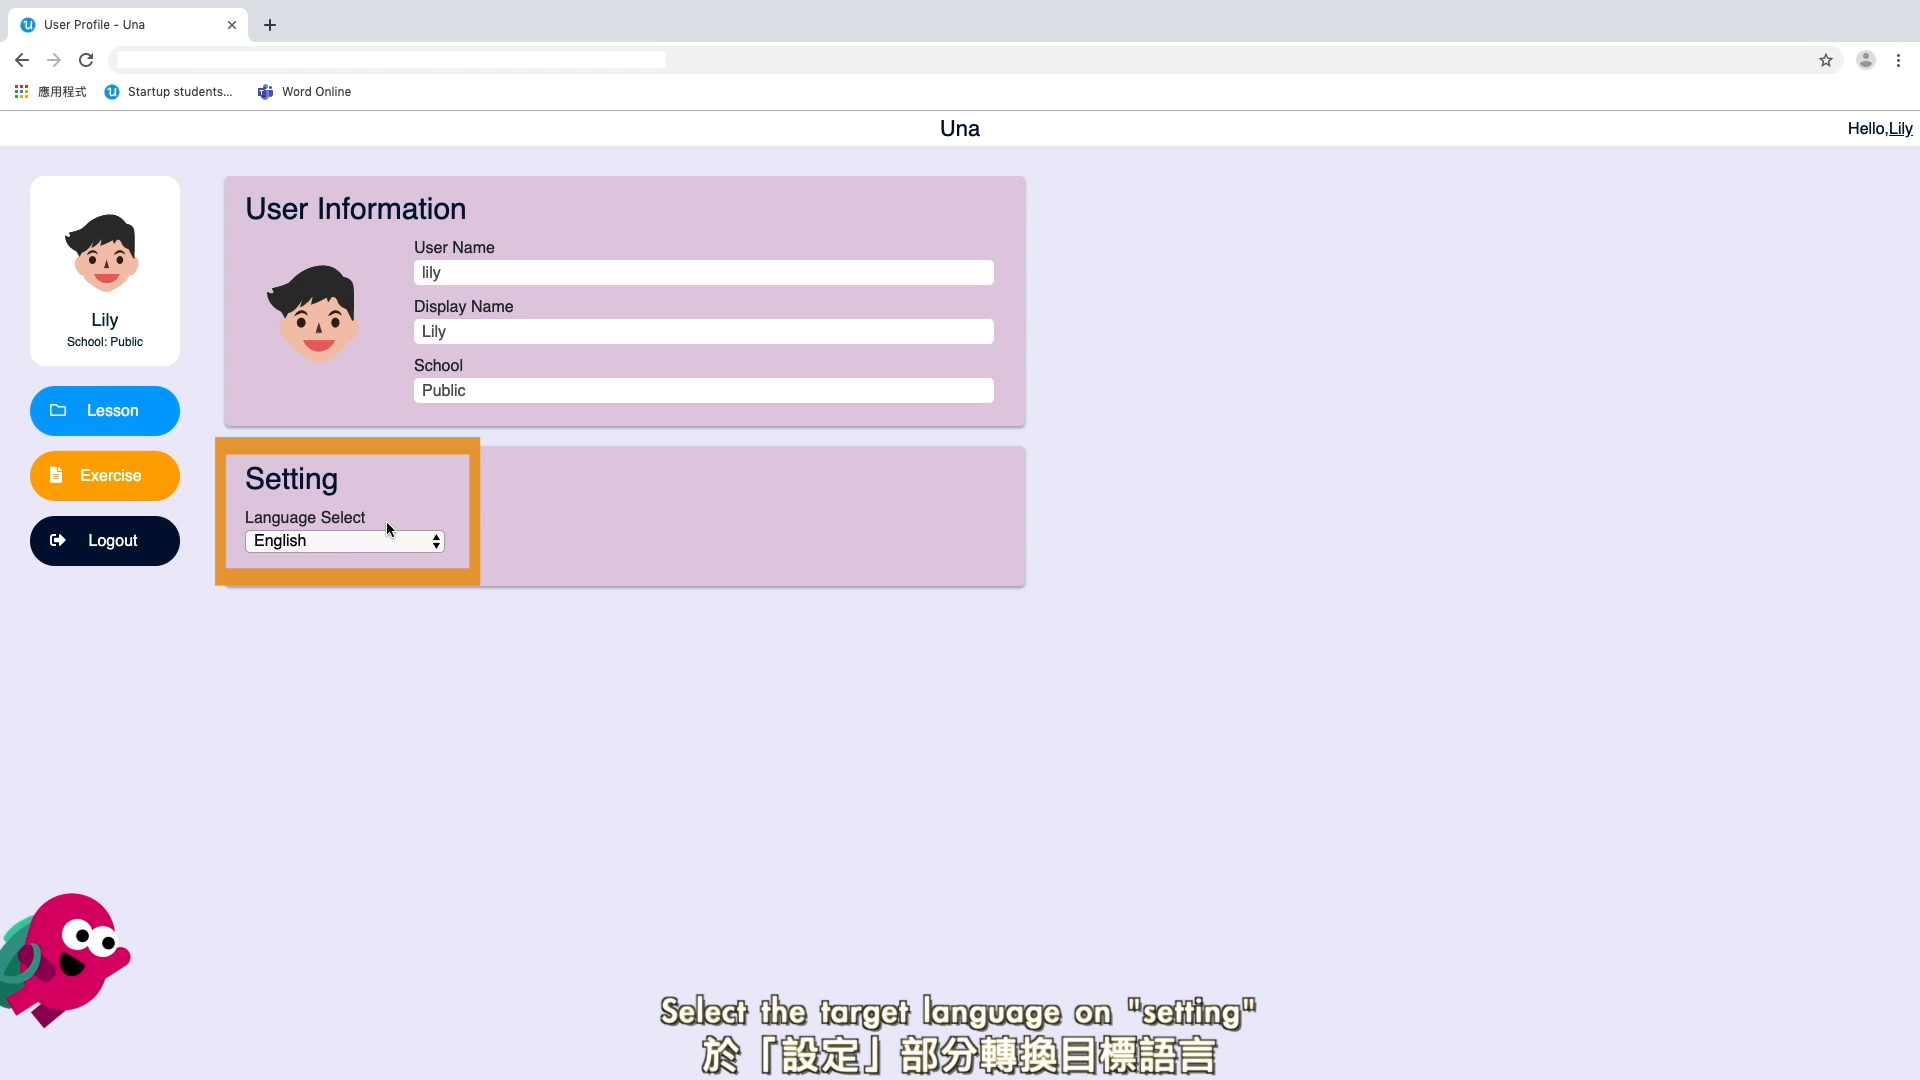 User Profile - Una
應用程式
Startup students...
Word Online
Una
Hello,Lily
Lily
School: Public
Lesson
Exercise
Logout
User Information
User Name
lily
Display Name
Lily
School
Public
Setting
Language Select
English
Select the target language on "setting"
於「設定」部分轉換目標語言